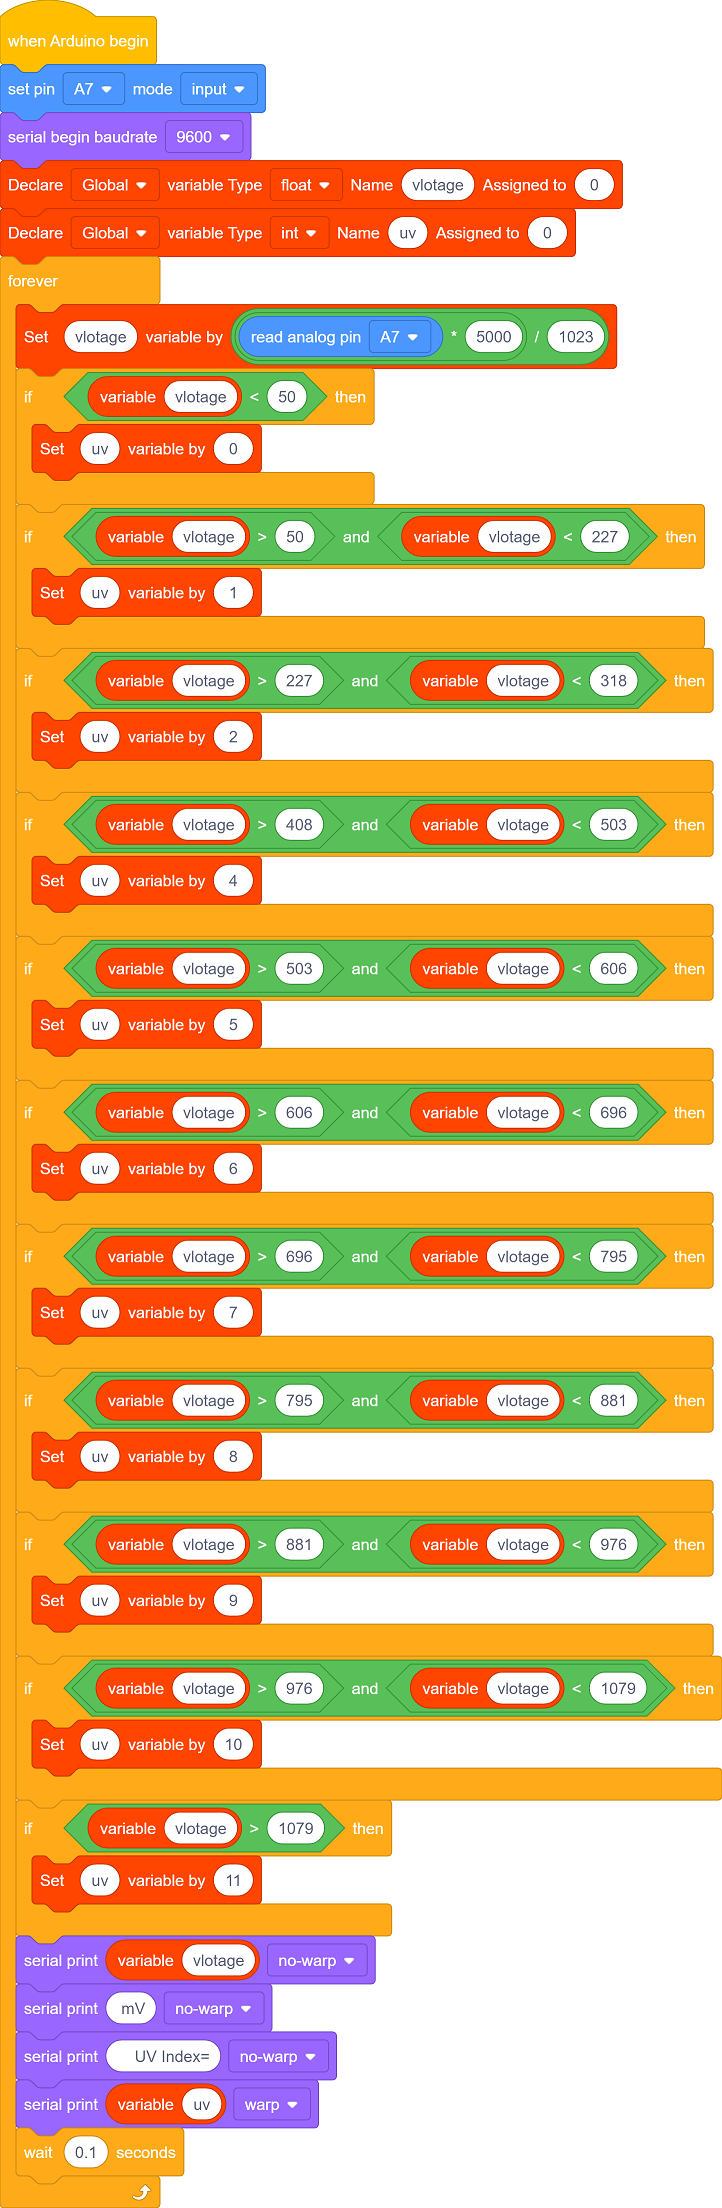 when Arduino begin
set pin A7 mode input
serial begin baudrate 9600
Declare Global variable Type float Name vlotage Assigned to 0
Declare Global variable Type int Name uv Assigned to 0
forever
Set vlotage variable by read analog pin A7 * 5000 / 1023
if variable vlotage < 50 then
Set uv variable by 0
if variable vlotage > 50 and variable vlotage < 227 then
Set uv variable by 1
if variable vlotage > 227 and variable vlotage < 318 then
Set uv variable by 2
if variable vlotage > 408 and variable vlotage < 503 then
Set uv variable by 4
if variable vlotage > 503 and variable vlotage < 606 then
Set uv variable by 5
if variable vlotage > 606 and variable vlotage < 696 then
Set uv variable by 6
if variable vlotage > 696 and variable vlotage < 795 then
Set uv variable by 7
if variable vlotage > 795 and variable vlotage < 881 then
Set uv variable by 8
if variable vlotage > 881 and variable vlotage < 976 then
Set uv variable by 9
if variable vlotage > 976 and variable vlotage < 1079 then
Set uv variable by 10
if variable vlotage > 1079 then
Set uv variable by 11
serial print variable vlotage no-warp
serial print mV no-warp
serial print UV Index= no-warp
serial print variable uv warp
wait 0.1 seconds